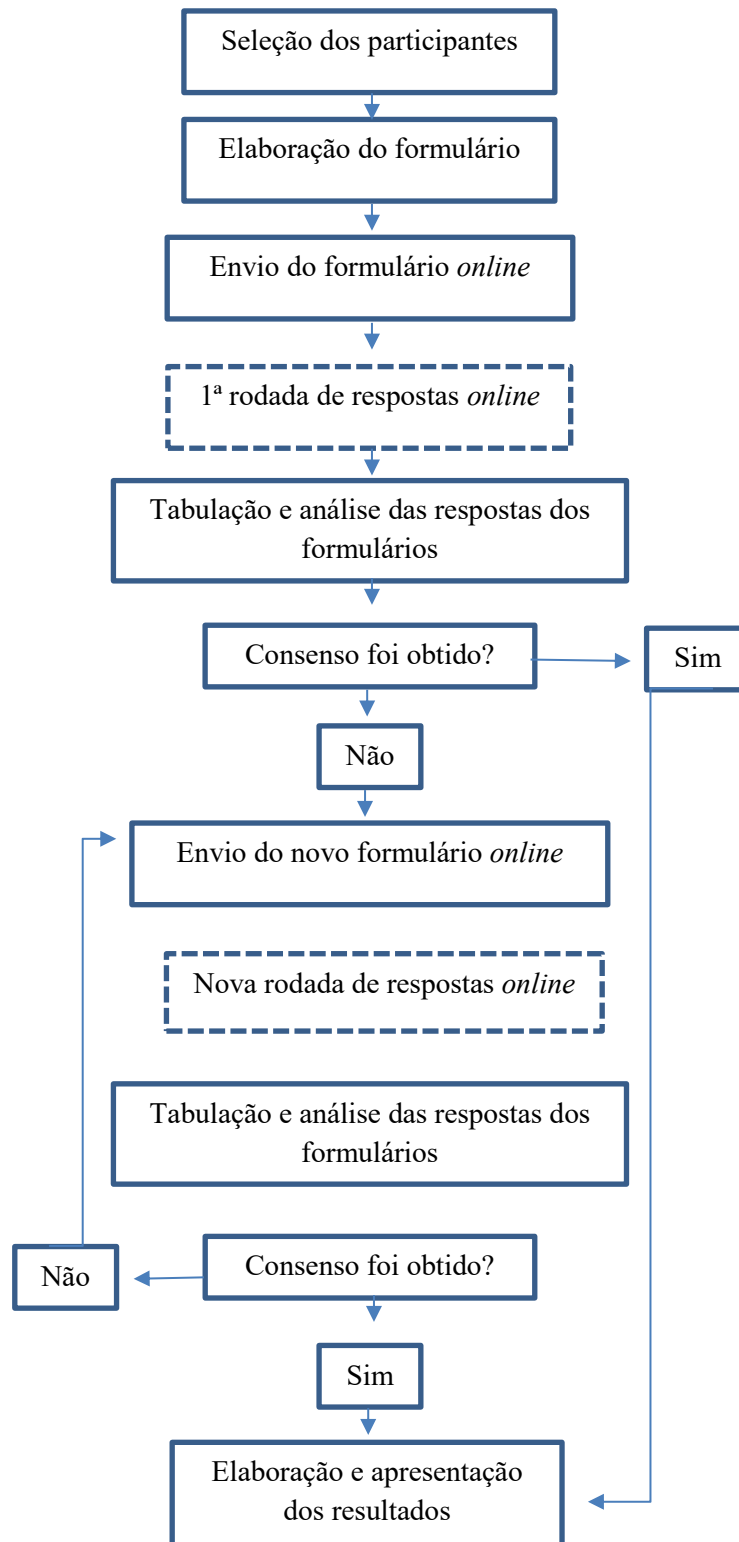 Seleção dos participantes
Elaboração do formulário
Envio do formulário online
1ª rodada de respostas online
Tabulação e análise das respostas dos
formulários
Consenso foi obtido?
Sim
Não
Envio do novo formulário online
Nova rodada de respostas online
Tabulação e análise das respostas dos
formulários
Consenso foi obtido?
Não
Sim
Elaboração e apresentação
dos resultados